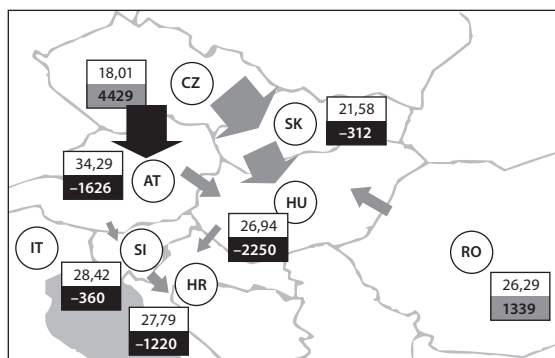 18,01
4429
CZ
SK
21,58
–312
34,29
–1626
AT
HU
26,94
–2250
IT
SI
28,42
–360
HR
27,79
–1220
RO
26,29
1339